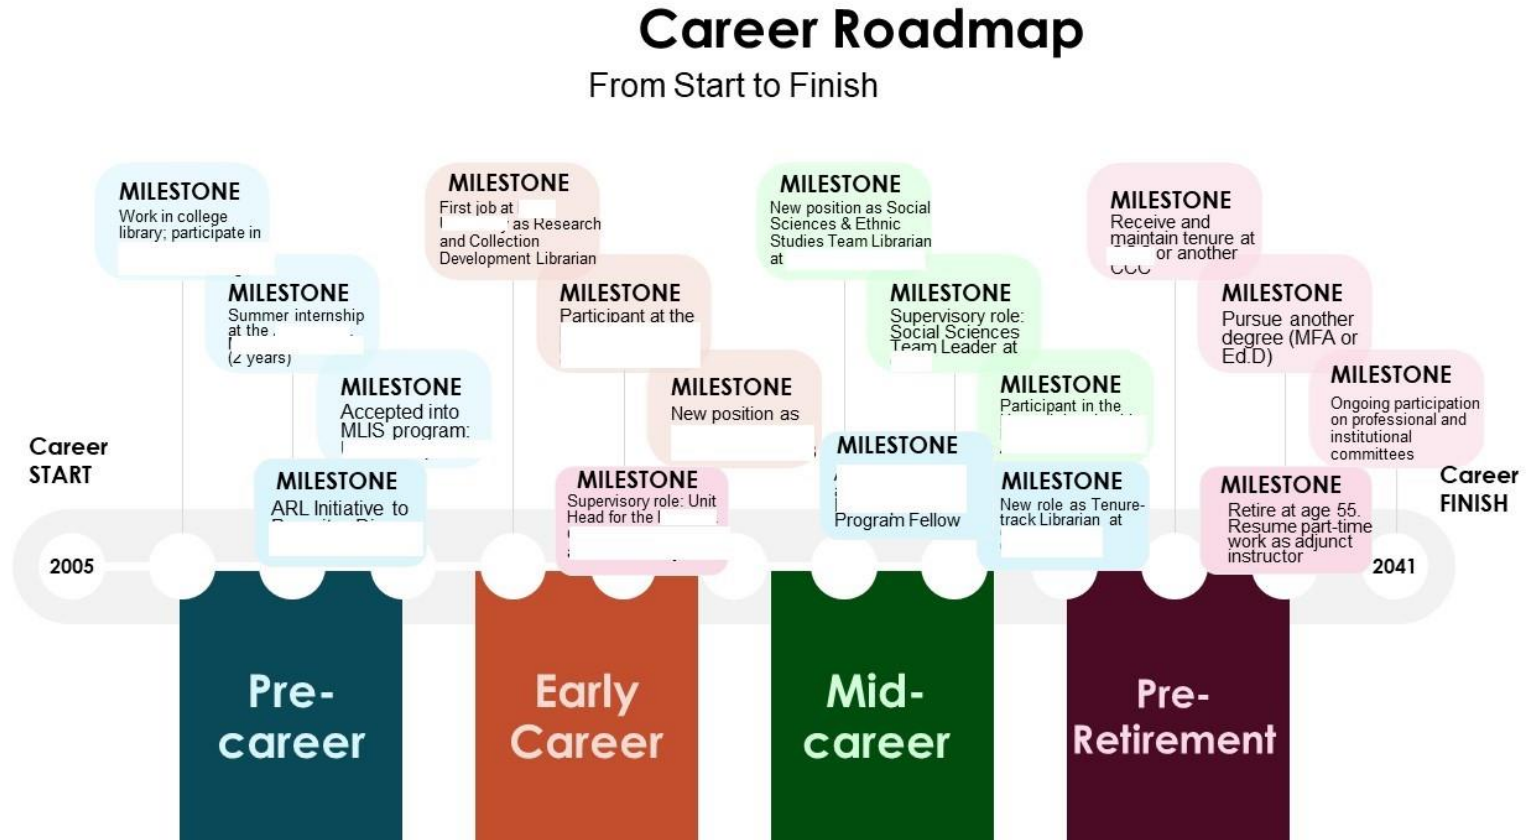 Career Roadmap
From Start to Finish
MILESTONE
Work in college
library; participate in
MILESTONE
Summer internship
at the
(2 years)
MILESTONE
Accepted into
MLIS program:
MILESTONE
ARL Initiative to
MILESTONE
First job at
as Research
and Collection
Development Librarian
MILESTONE
Participant at the
MILESTONE
New position as
MILESTONE
Supervisory role: Unit
Head for the
MILESTONE
New position as Social
Sciences & Ethnic
Studies Team Librarian
at
MILESTONE
Supervisory role:
Social Sciences
Team Leader at
MILESTONE
Participant in the
MILESTONE
Program Fellow
MILESTONE
New role as Tenure-
track Librarian at
MILESTONE
Receive and
maintain tenure at
or another
CCC
MILESTONE
Pursue another
degree (MFA or
Ed.D)
MILESTONE
Ongoing participation
on professional and
institutional
committees
MILESTONE
Retire at age 55.
Resume part-time
work as adjunct
instructor
Career
START
Career
FINISH
2005
2041
Pre-
career
Early
Career
Mid-
career
Pre-
Retirement